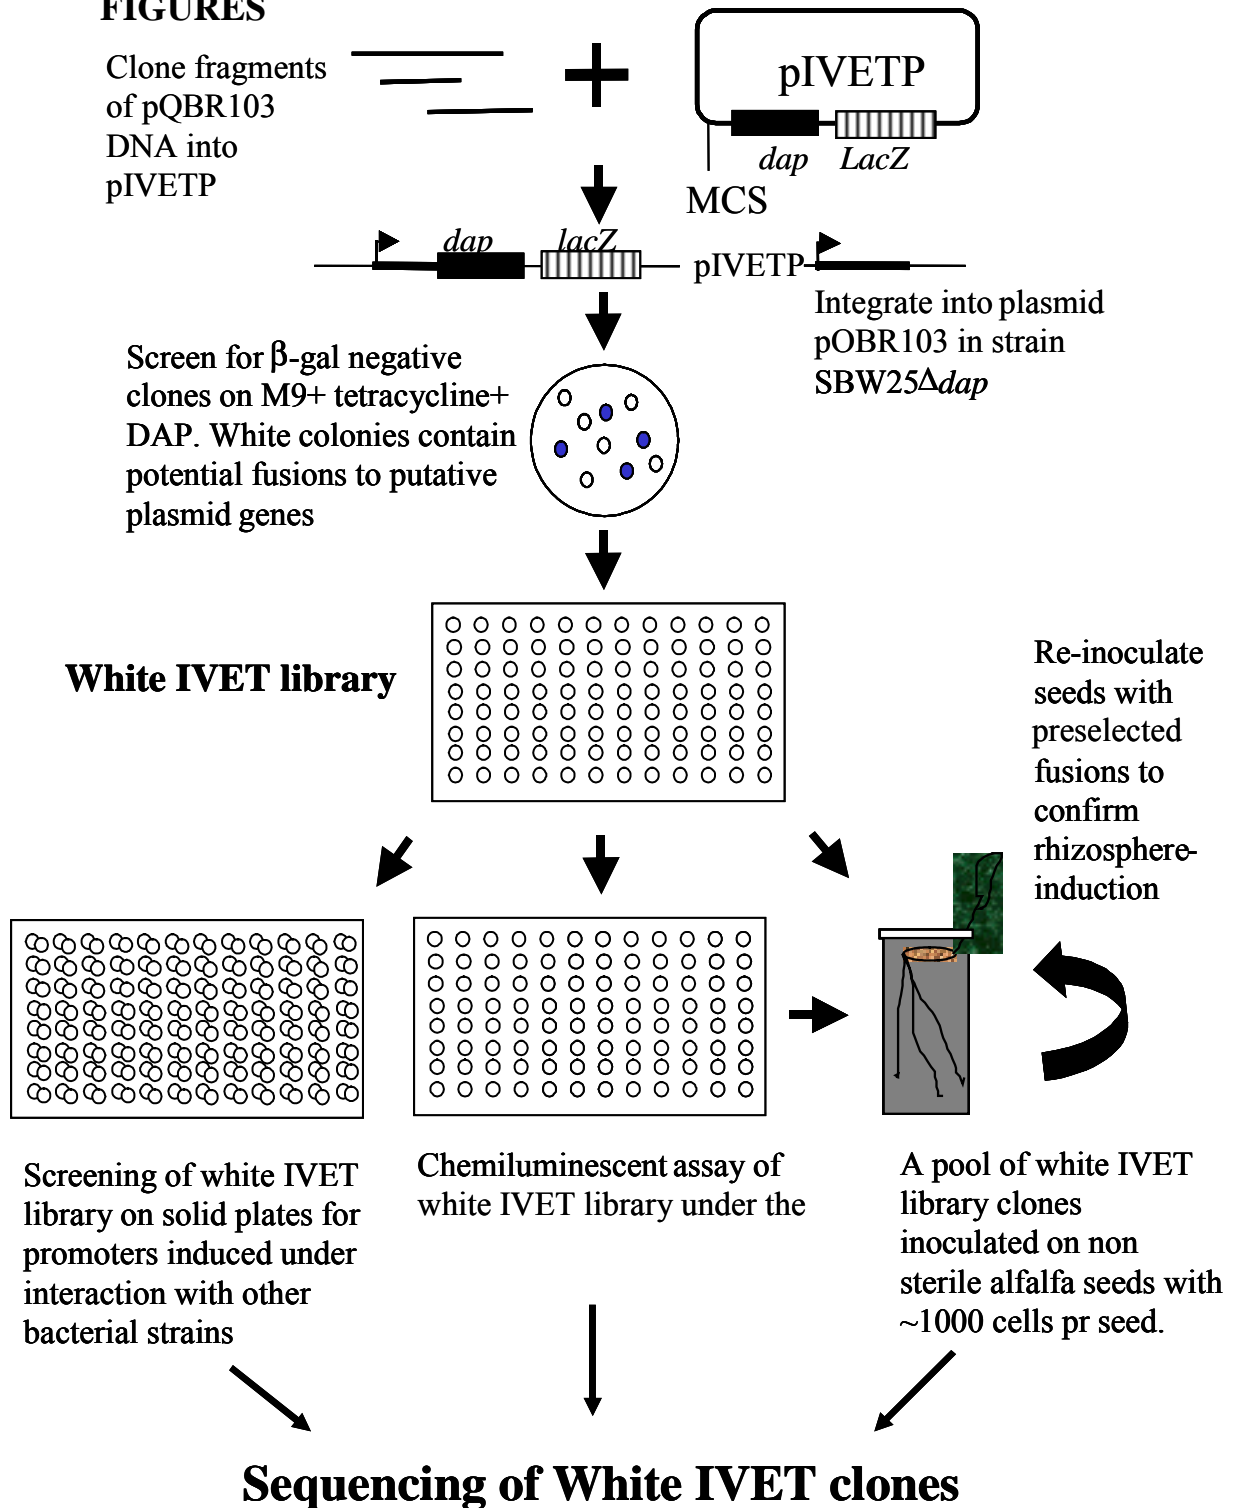 FIGURES
Clone fragments
of pQBR103
DNA into
pIVETP
pIVETP
dap LacZ
MCS
dap lacZ
pIVETP
Integrate into plasmid
pOBR103 in strain
SBW25Δdap
Screen for β-gal negative
clones on M9+ tetracycline+
DAP. White colonies contain
potential fusions to putative
plasmid genes
White IVET library
Re-inoculate
seeds with
preselected
fusions to
confirm
rhizosphere-
induction
Screening of white IVET
library on solid plates for
promoters induced under
interaction with other
bacterial strains
Chemiluminescent assay of
white IVET library under the
A pool of white IVET
library clones
inoculated on non
sterile alfalfa seeds with
~1000 cells pr seed.
Sequencing of White IVET clones